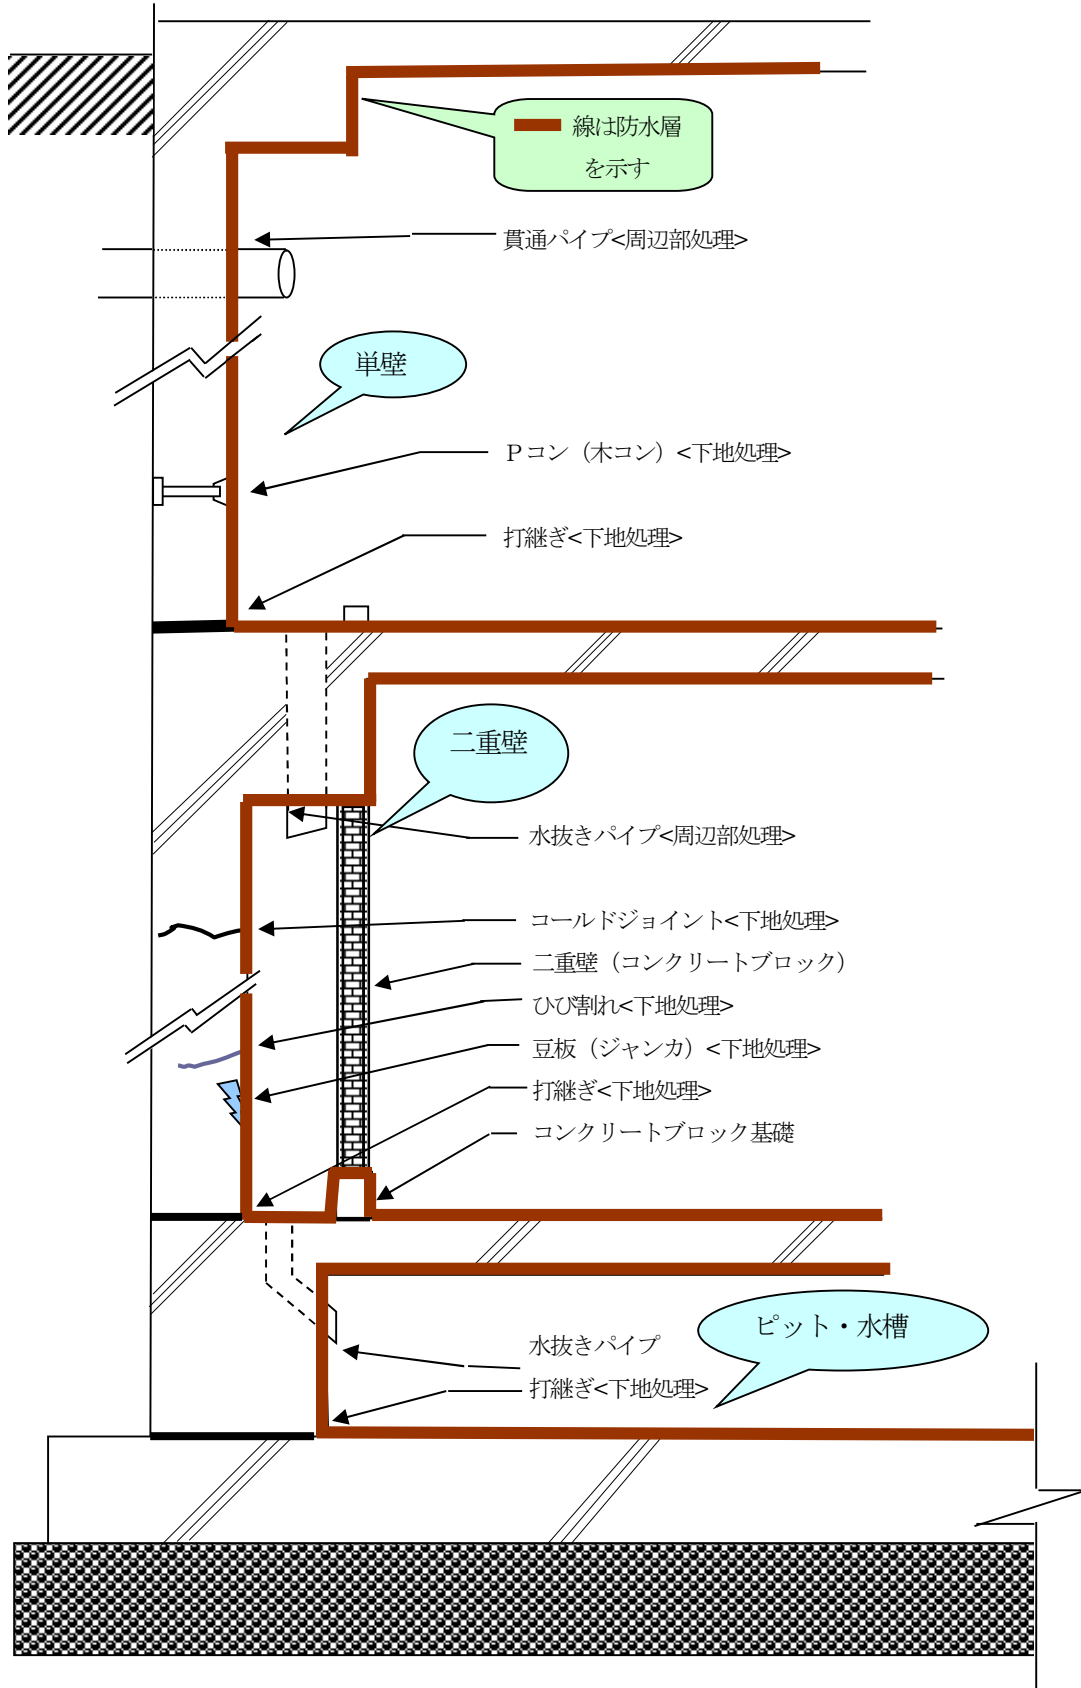 線は防水層
を示す
貫通パイプ<周辺部処理>
単壁
Ｐコン（木コン）<下地処理>
打継ぎ<下地処理>
二重壁
水抜きパイプ<周辺部処理>
コールドジョイント<下地処理>
二重壁（コンクリートブロック）
ひび割れ<下地処理>
豆板（ジャンカ）<下地処理>
打継ぎ<下地処理>
コンクリートブロック基礎
ピット・水槽
水抜きパイプ
打継ぎ<下地処理>